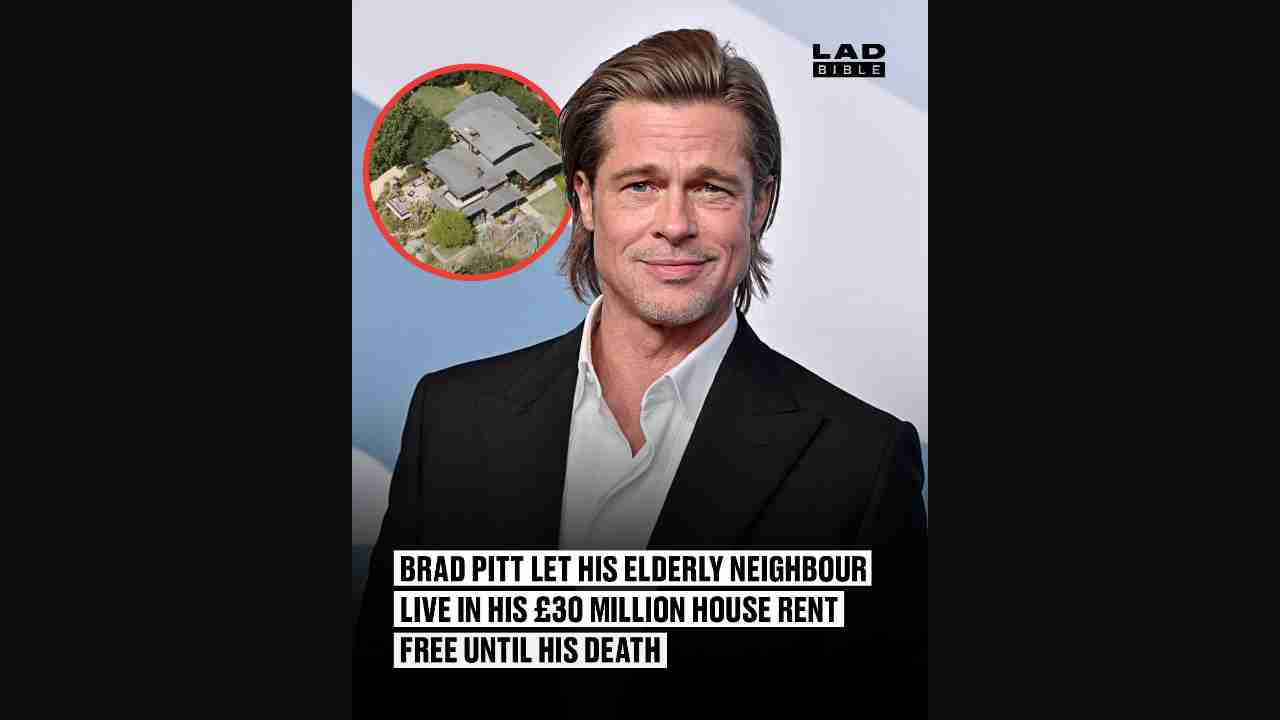 LAD
BIBLE
BRAD PITT LET HIS ELDERLY NEIGHBOUR
LIVE IN HIS £30 MILLION HOUSE RENT
FREE UNTIL HIS DEATH